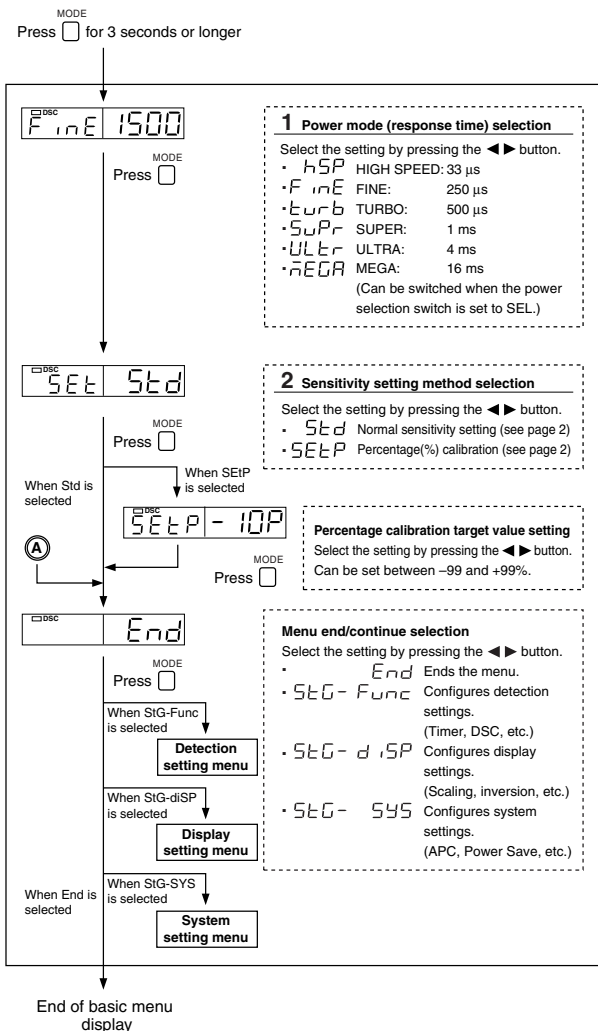 MODE
Press for 3 seconds or longer
DSC
FinE 1500
MODE
Press
1 Power mode (response time) selection
Select the setting by pressing the ◀ ▶ button.
· hSP HIGH SPEED: 33 μs
· FinE FINE: 250 μs
· turb TURBO: 500 μs
· SuPr SUPER: 1 ms
· ULtr ULTRA: 4 ms
· mEGA MEGA: 16 ms
(Can be switched when the power
selection switch is set to SEL.)
DSC
SEt Std
MODE
Press
2 Sensitivity setting method selection
Select the setting by pressing the ◀ ▶ button.
· Std Normal sensitivity setting (see page 2)
· SEtP Percentage(%) calibration (see page 2)
When Std is
selected
When SEtP
is selected
DSC
SEtP - 10P
MODE
Press
Percentage calibration target value setting
Select the setting by pressing the ◀ ▶ button.
Can be set between –99 and +99%.
A
DSC
End
MODE
Press
Menu end/continue selection
Select the setting by pressing the ◀ ▶ button.
· End Ends the menu.
· StG- Func Configures detection
settings.
(Timer, DSC, etc.)
· StG- diSP Configures display
settings.
(Scaling, inversion, etc.)
· StG- SYS Configures system
settings.
(APC, Power Save, etc.)
When StG-Func
is selected
Detection
setting menu
When StG-diSP
is selected
Display
setting menu
When End is
selected
When StG-SYS
is selected
System
setting menu
End of basic menu
display